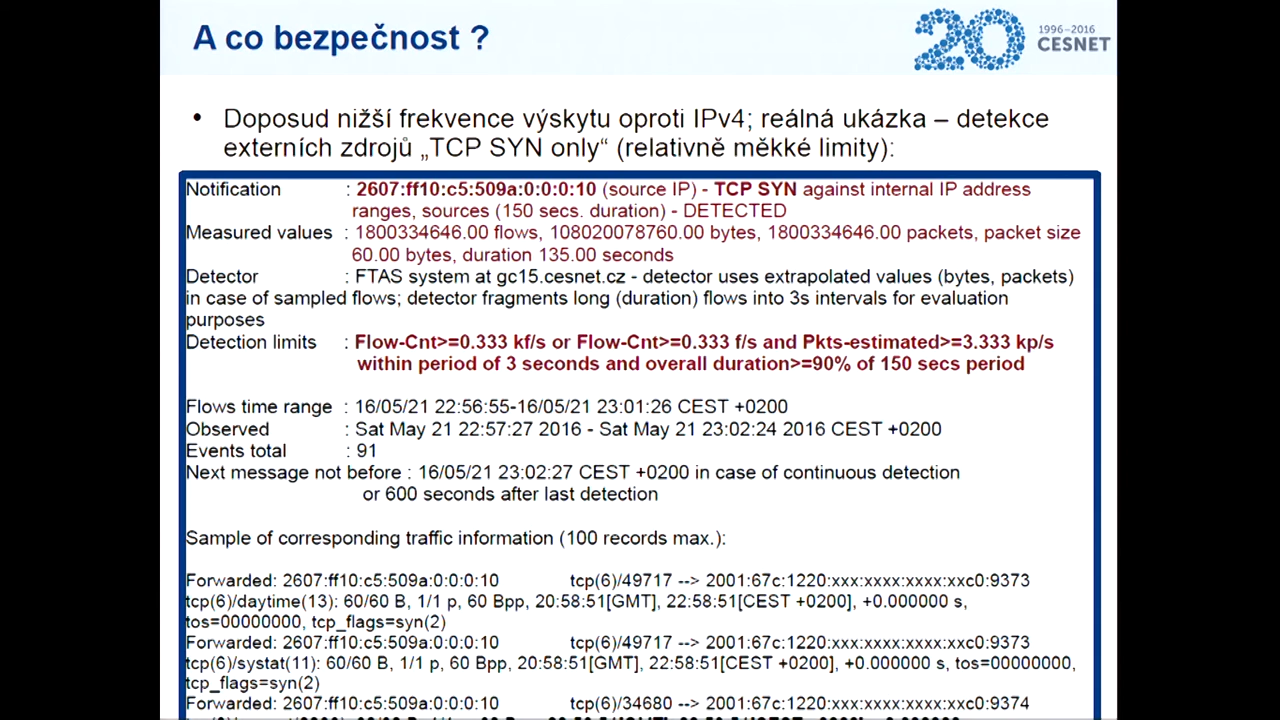 A co bezpečnost ?
20 1996–2016
CESNET
• Doposud nižší frekvence výskytu oproti IPv4; reálná ukázka – detekce
externích zdrojů „TCP SYN only“ (relativně měkké limity):
Notification : 2607:ff10:c5:509a:0:0:0:10 (source IP) - TCP SYN against internal IP address
ranges, sources (150 secs. duration) - DETECTED
Measured values : 1800334646.00 flows, 108020078760.00 bytes, 1800334646.00 packets, packet size
60.00 bytes, duration 135.00 seconds
Detector : FTAS system at gc15.cesnet.cz - detector uses extrapolated values (bytes, packets)
in case of sampled flows; detector fragments long (duration) flows into 3s intervals for evaluation
purposes
Detection limits : Flow-Cnt>=0.333 kf/s or Flow-Cnt>=0.333 f/s and Pkts-estimated>=3.333 kp/s
within period of 3 seconds and overall duration>=90% of 150 secs period
Flows time range : 16/05/21 22:56:55-16/05/21 23:01:26 CEST +0200
Observed : Sat May 21 22:57:27 2016 - Sat May 21 23:02:24 2016 CEST +0200
Events total : 91
Next message not before : 16/05/21 23:02:27 CEST +0200 in case of continuous detection
or 600 seconds after last detection
Sample of corresponding traffic information (100 records max.):
Forwarded: 2607:ff10:c5:509a:0:0:0:10 tcp(6)/49717 --> 2001:67c:1220:xxx:xxxx:xxxx:xxc0:9373
tcp(6)/daytime(13): 60/60 B, 1/1 p, 60 Bpp, 20:58:51[GMT], 22:58:51[CEST +0200], +0.000000 s,
tos=00000000, tcp_flags=syn(2)
Forwarded: 2607:ff10:c5:509a:0:0:0:10 tcp(6)/49717 --> 2001:67c:1220:xxx:xxxx:xxxx:xxc0:9373
tcp(6)/systat(11): 60/60 B, 1/1 p, 60 Bpp, 20:58:51[GMT], 22:58:51[CEST +0200], +0.000000 s, tos=00000000,
tcp_flags=syn(2)
Forwarded: 2607:ff10:c5:509a:0:0:0:10 tcp(6)/34680 --> 2001:67c:1220:xxx:xxxx:xxxx:xxc0:9374